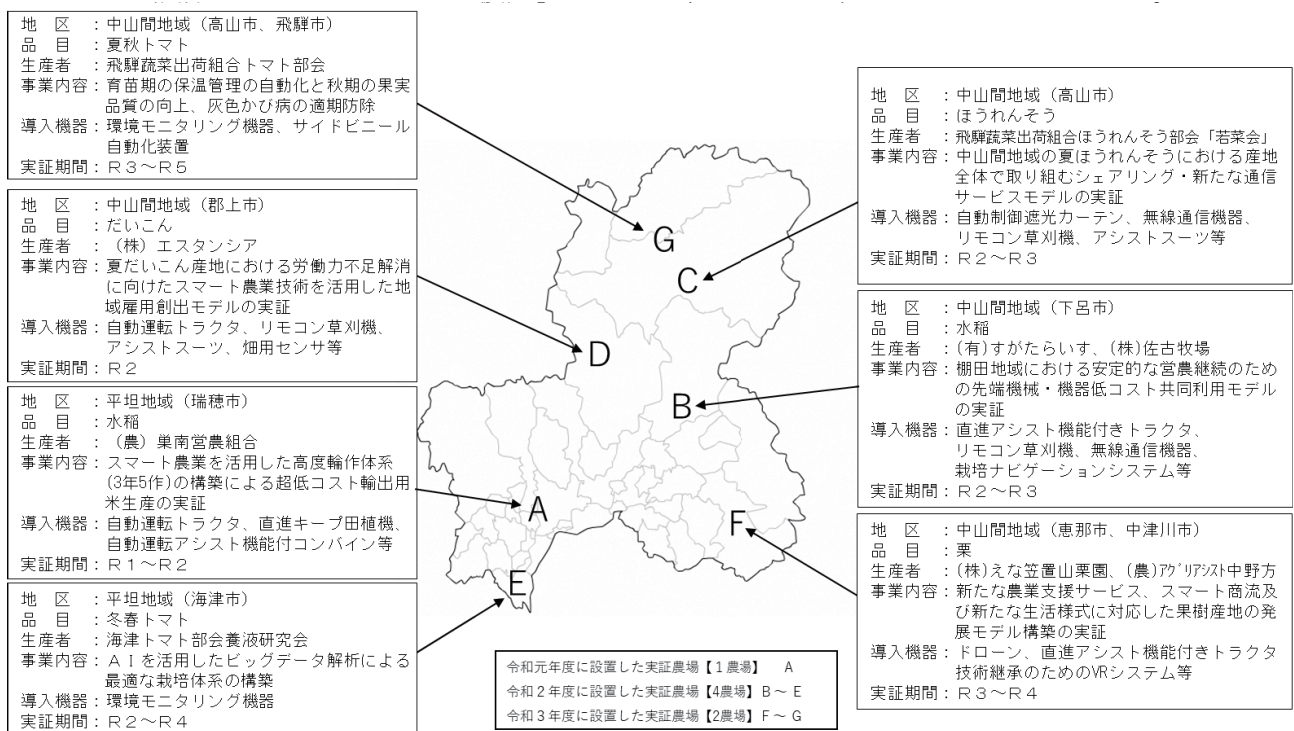 地　区　：中山間地域（高山市、飛騨市）
品　目　：夏秋トマト
生産者　：飛騨蔬菜出荷組合トマト部会
事業内容：育苗期の保温管理の自動化と秋期の果実
品質の向上、灰色かび病の適期防除
導入機器：環境モニタリング機器、サイドビニール
自動化装置
実証期間：Ｒ３～Ｒ５
地　区　：中山間地域（郡上市）
品　目　：だいこん
生産者　：（株）エスタンシア
事業内容：夏だいこん産地における労働力不足解消
に向けたスマート農業技術を活用した地
域雇用創出モデルの実証
導入機器：自動運転トラクタ、リモコン草刈機、
アシストスーツ、畑用センサ等
実証期間：Ｒ２
地　区　：平坦地域（瑞穂市）
品　目　：水稲
生産者　：（農）巣南営農組合
事業内容：スマート農業を活用した高度輪作体系
(3年5作)の構築による超低コスト輸出用
米生産の実証
導入機器：自動運転トラクタ、直進キープ田植機、
自動運転アシスト機能付コンバイン等
実証期間：Ｒ１～Ｒ２
地　区　：平坦地域（海津市）
品　目　：冬春トマト
生産者　：海津トマト部会養液研究会
事業内容：ＡＩを活用したビッグデータ解析による
最適な栽培体系の構築
導入機器：環境モニタリング機器
実証期間：Ｒ２～Ｒ４
G
C
D
B
A
F
E
地　区　：中山間地域（高山市）
品　目　：ほうれんそう
生産者　：飛騨蔬菜出荷組合ほうれんそう部会「若菜会」
事業内容：中山間地域の夏ほうれんそうにおける産地
全体で取り組むシェアリング・新たな通信
サービスモデルの実証
導入機器：自動制御遮光カーテン、無線通信機器、
リモコン草刈機、アシストスーツ等
実証期間：Ｒ２～Ｒ３
地　区　：中山間地域（下呂市）
品　目　：水稲
生産者　：(有)すがたらいす、(株)佐古牧場
事業内容：棚田地域における安定的な営農継続のため
の先端機械・機器低コスト共同利用モデル
の実証
導入機器：直進アシスト機能付きトラクタ、
リモコン草刈機、無線通信機器、
栽培ナビゲーションシステム等
実証期間：Ｒ２～Ｒ３
地　区　：中山間地域（恵那市、中津川市）
品　目　：栗
生産者　：(株)えな笠置山栗園、(農)ｱｸﾞﾘｱｼｽﾄ中野方
事業内容：新たな農業支援サービス、スマート商流及
び新たな生活様式に対応した果樹産地の発
展モデル構築の実証
導入機器：ドローン、直進アシスト機能付きトラクタ
技術継承のためのVRシステム等
実証期間：Ｒ３～Ｒ４
令和元年度に設置した実証農場【１農場】　Ａ
令和２年度に設置した実証農場【4農場】Ｂ～Ｅ
令和３年度に設置した実証農場【2農場】Ｆ～Ｇ